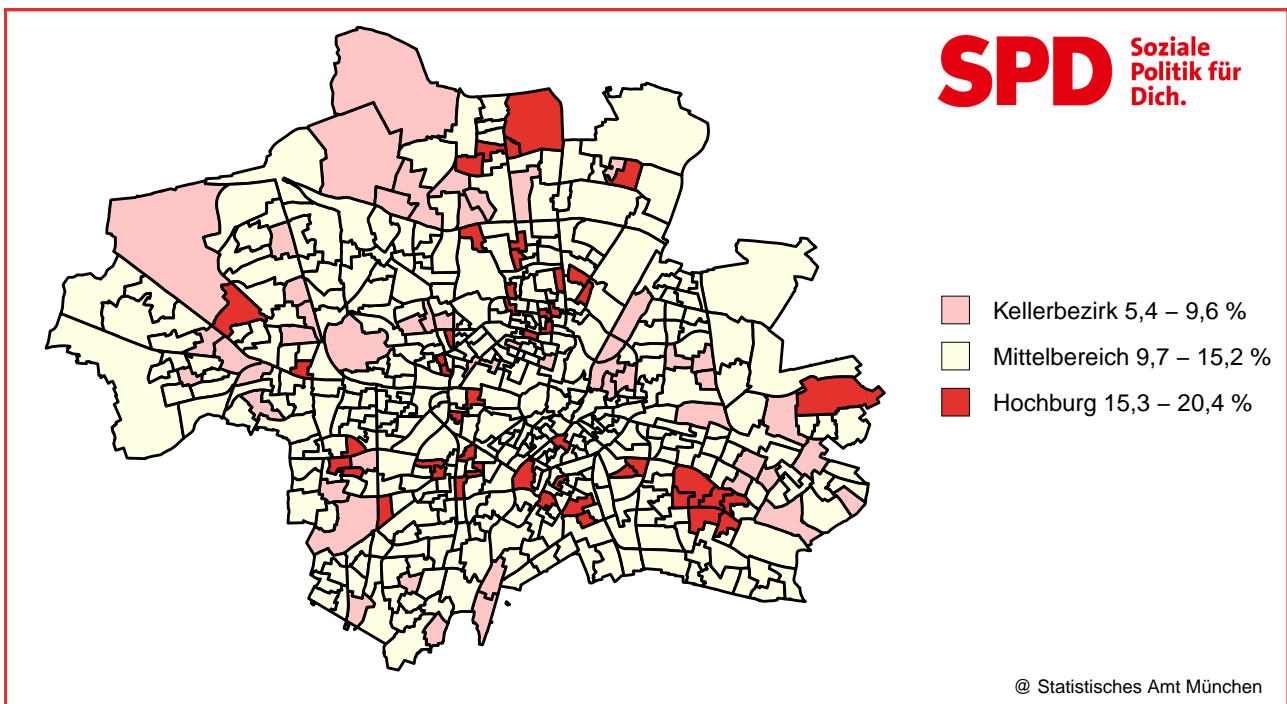 SPD
Soziale
Politik für
Dich.
Kellerbezirk 5,4 – 9,6 %
Mittelbereich 9,7 – 15,2 %
Hochburg 15,3 – 20,4 %
@ Statistisches Amt München